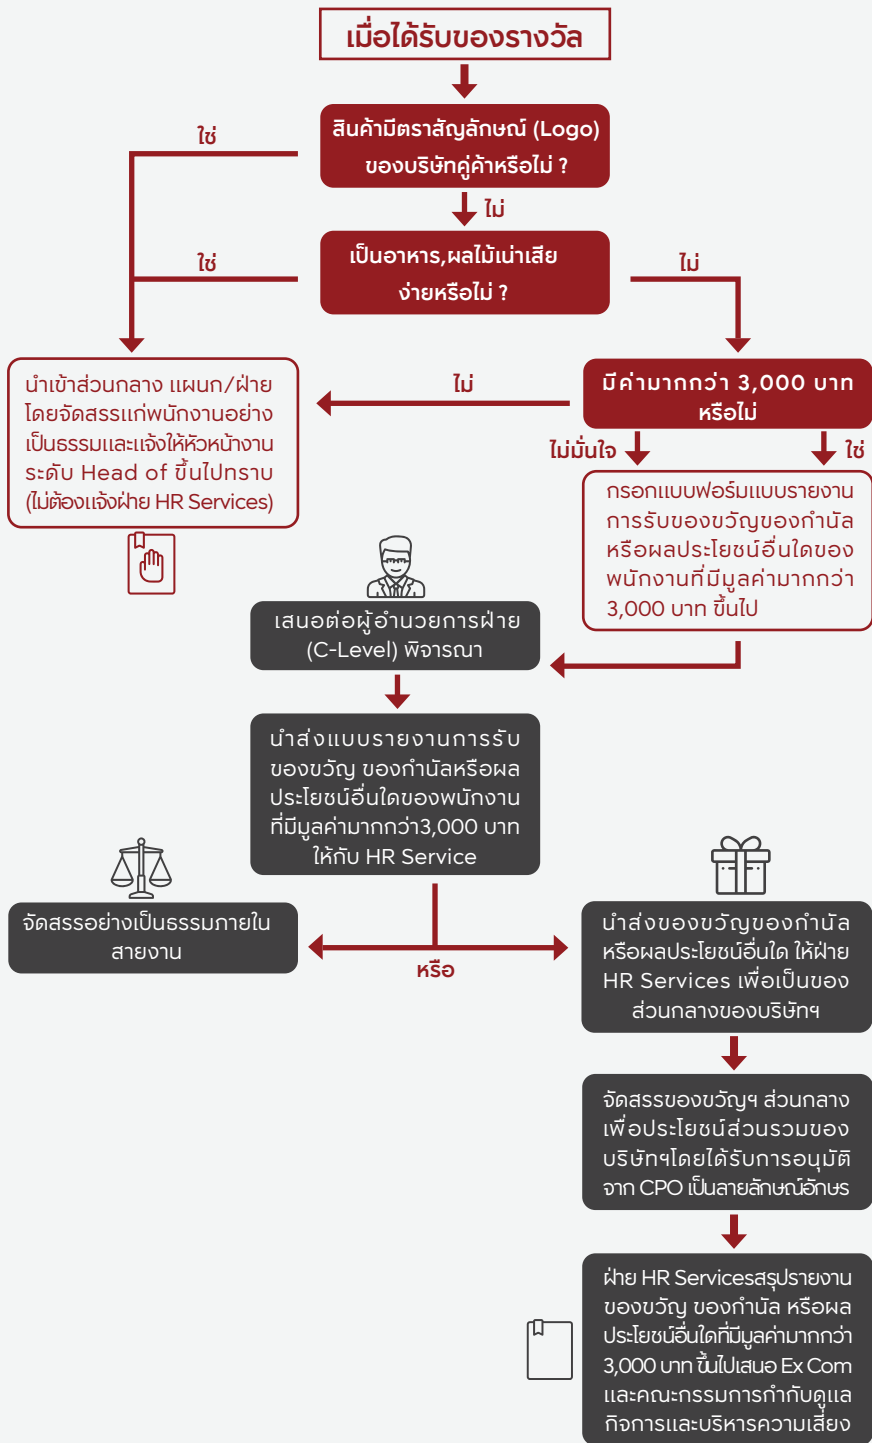 เมื่อได้รับของรางวัล
สินค้ามีตราสัญลักษณ์ (Logo)
ของบริษัทคู่ค้าหรือไม่ ?
ใช่
ไม่
เป็นอาหาร,ผลไม้เน่าเสีย
ง่ายหรือไม่ ?
ใช่
ไม่
นำเข้าส่วนกลาง แผนก/ฝ่าย
โดยจัดสรรแก่พนักงานอย่าง
เป็นธรรมและแจ้งให้หัวหน้างาน
ระดับ Head of ขึ้นไปทราบ
(ไม่ต้องแจ้งฝ่าย HR Services)
ไม่
มีค่ามากกว่า 3,000 บาท
หรือไม่
ไม่มั่นใจ
ใช่
กรอกแบบฟอร์มแบบรายงาน
การรับของขวัญของกำนัล
หรือผลประโยชน์อื่นใดของ
พนักงานที่มีมูลค่ามากกว่า
3,000 บาท ขึ้นไป
เสนอต่อผู้อำนวยการฝ่าย
(C-Level) พิจารณา
นำส่งแบบรายงานการรับ
ของขวัญ ของกำนัลหรือผล
ประโยชน์อื่นใดของพนักงาน
ที่มีมูลค่ามากกว่า3,000 บาท
ให้กับ HR Service
จัดสรรอย่างเป็นธรรมภายใน
สายงาน
หรือ
นำส่งของขวัญของกำนัล
หรือผลประโยชน์อื่นใด ให้ฝ่าย
HR Services เพื่อเป็นของ
ส่วนกลางของบริษัทฯ
จัดสรรของขวัญฯ ส่วนกลาง
เพื่อประโยชน์ส่วนรวมของ
บริษัทฯโดยได้รับการอนุมัติ
จาก CPO เป็นลายลักษณ์อักษร
ฝ่าย HR Servicesสรุปรายงาน
ของขวัญ ของกำนัล หรือผล
ประโยชน์อื่นใดที่มีมูลค่ามากกว่า
3,000 บาท ขึ้นไปเสนอ Ex Com
และคณะกรรมการกำกับดูแล
กิจการและบริหารความเสี่ยง